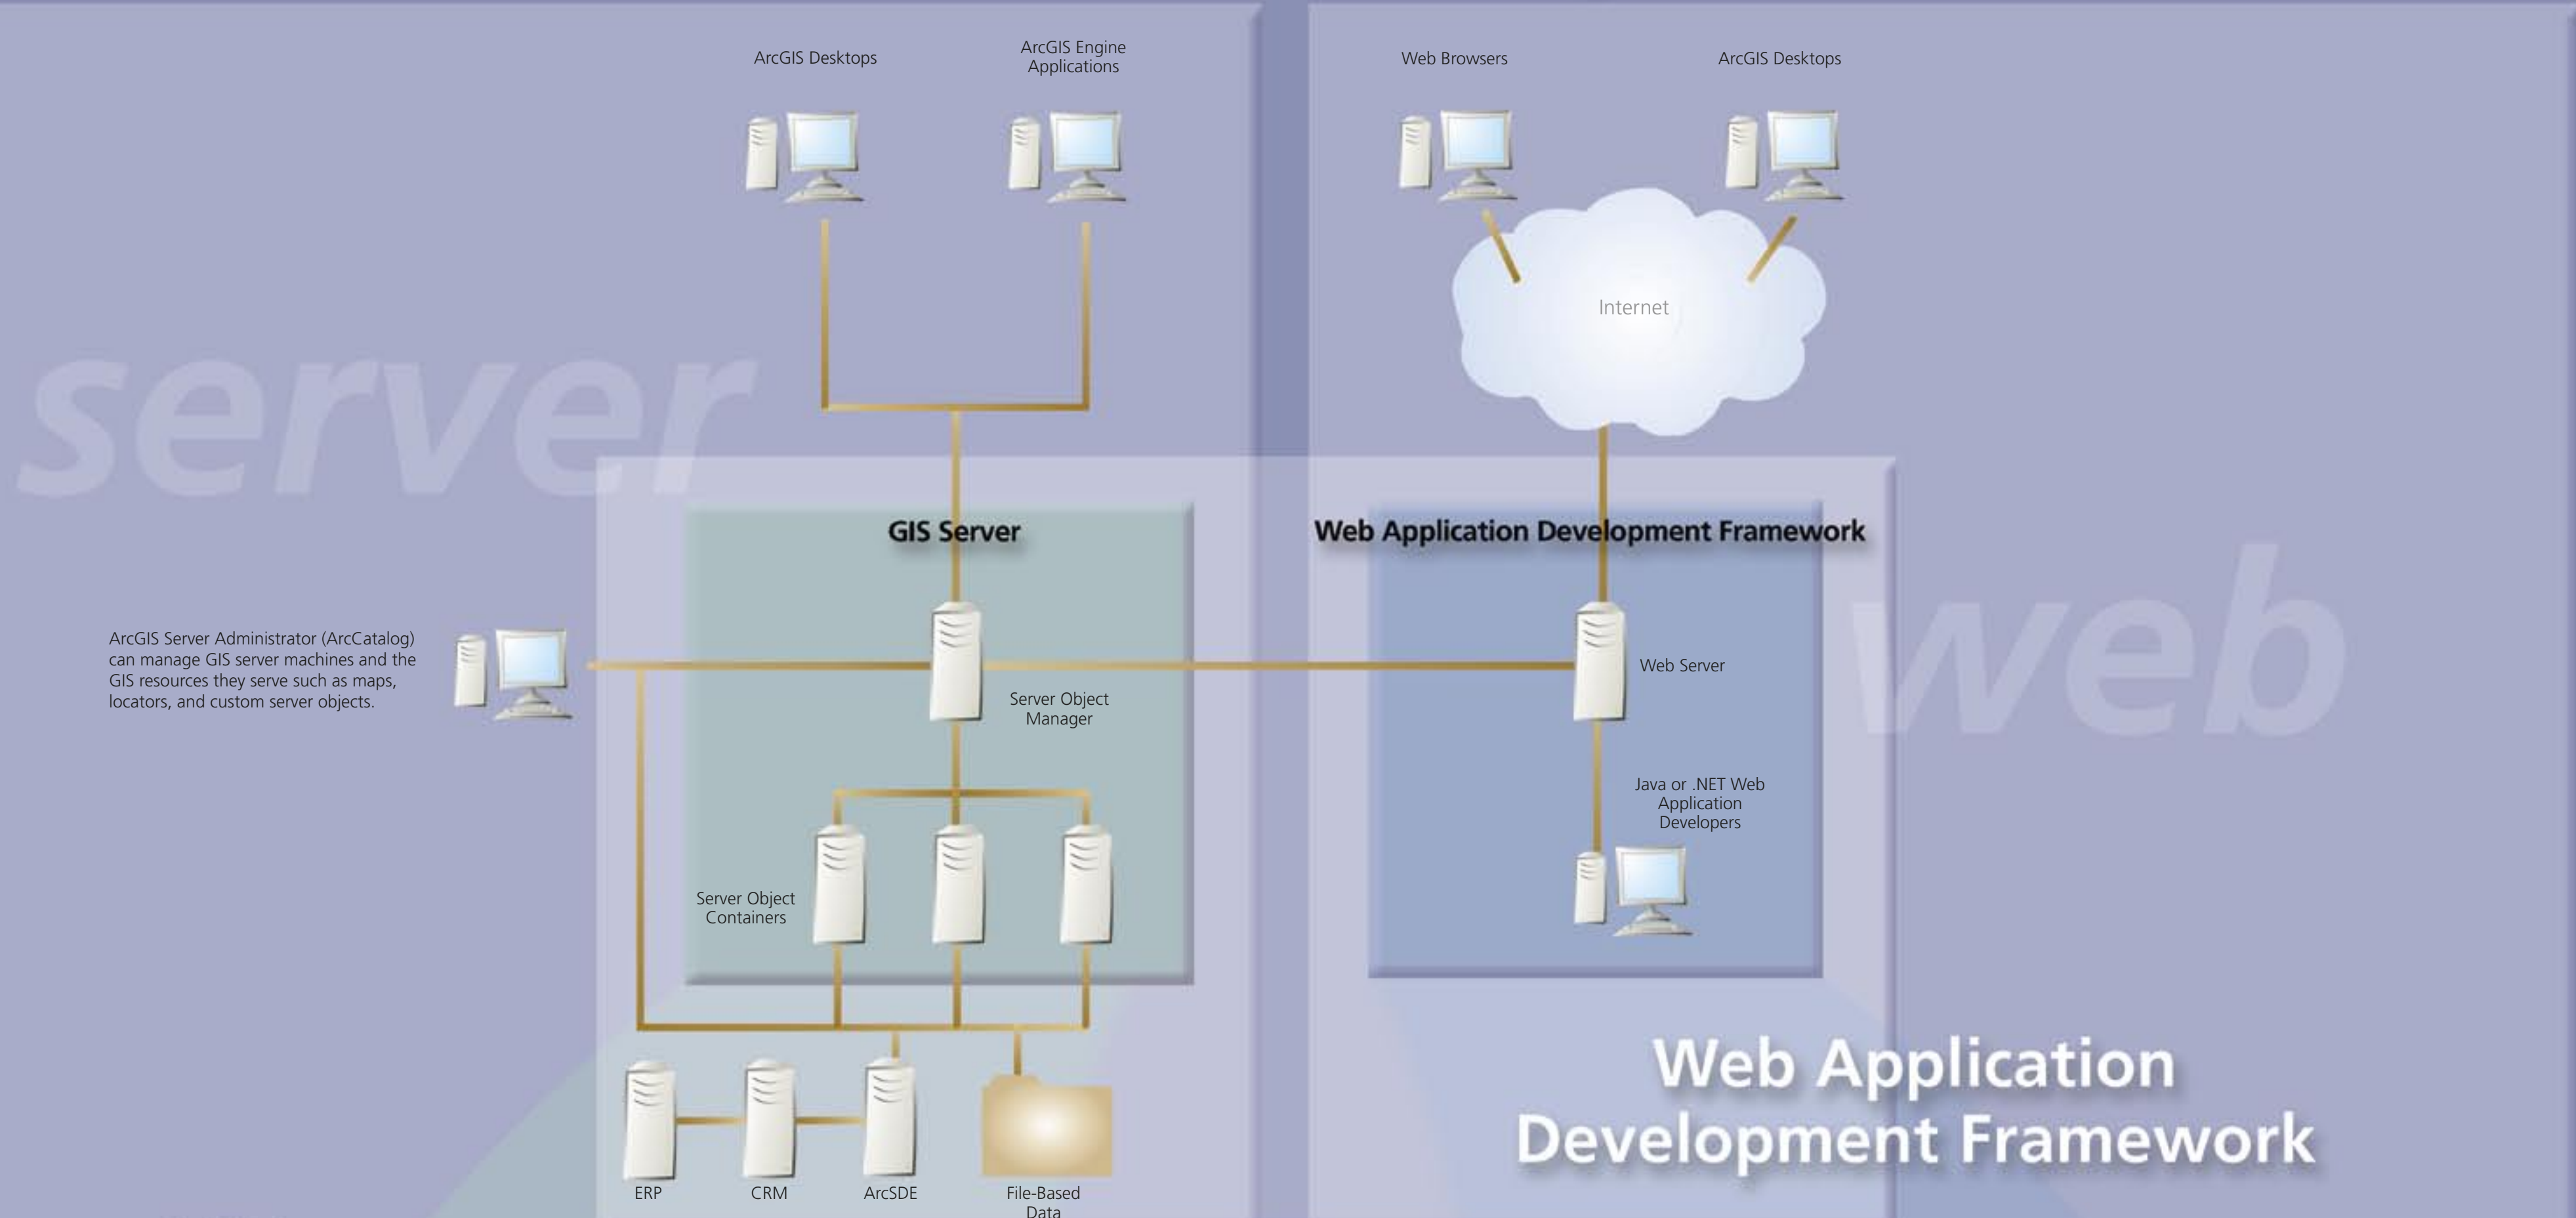 ArcGIS Desktops
ArcGIS Engine
Applications
Web Browsers
ArcGIS Desktops
Internet
server
GIS Server
Web Application Development Framework
web
ArcGIS Server Administrator (ArcCatalog)
can manage GIS server machines and the
GIS resources they serve such as maps,
locators, and custom server objects.
Server Object
Manager
Web Server
Java or .NET Web
Application
Developers
Server Object
Containers
Web Application
Development Framework
ERP
CRM
ArcSDE
File-Based
Data